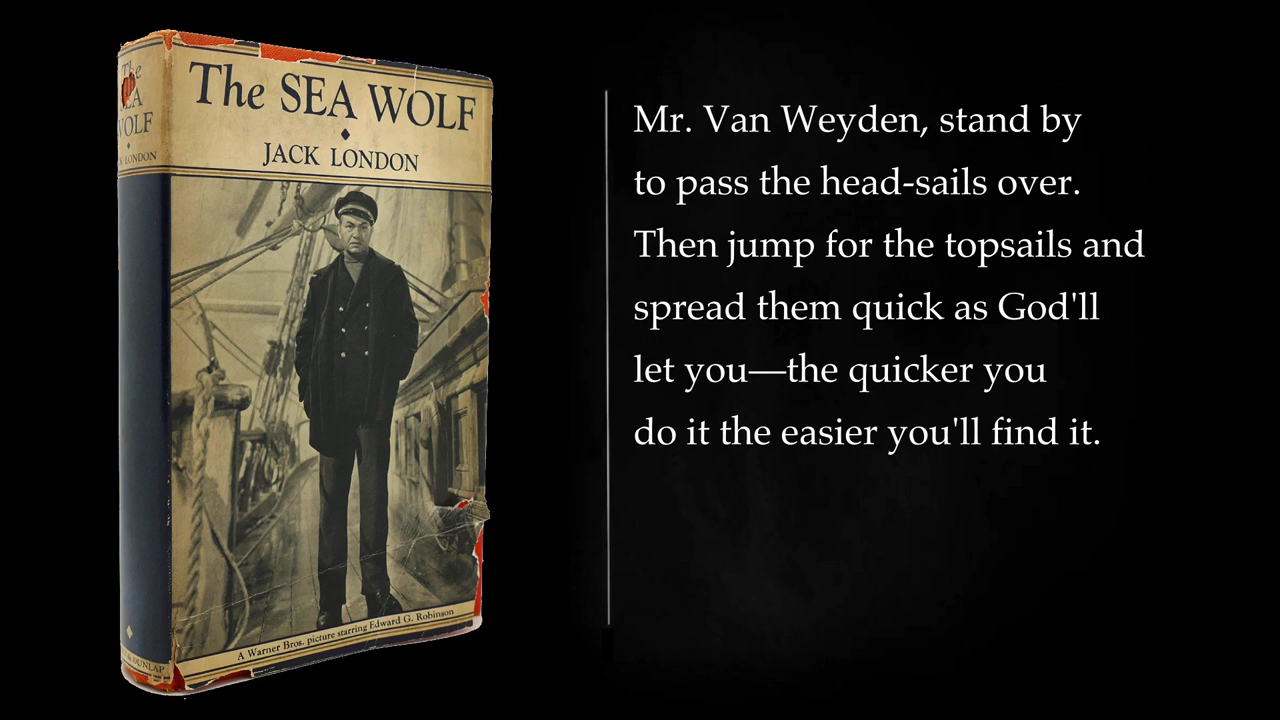 The
SEA
WOLF
LONDON
DUNLAP
The SEA WOLF
JACK LONDON
A Warner Bros. picture starring Edward G. Robinson
Mr. Van Weyden, stand by
to pass the head-sails over.
Then jump for the topsails and
spread them quick as God'll
let you—the quicker you
do it the easier you'll find it.